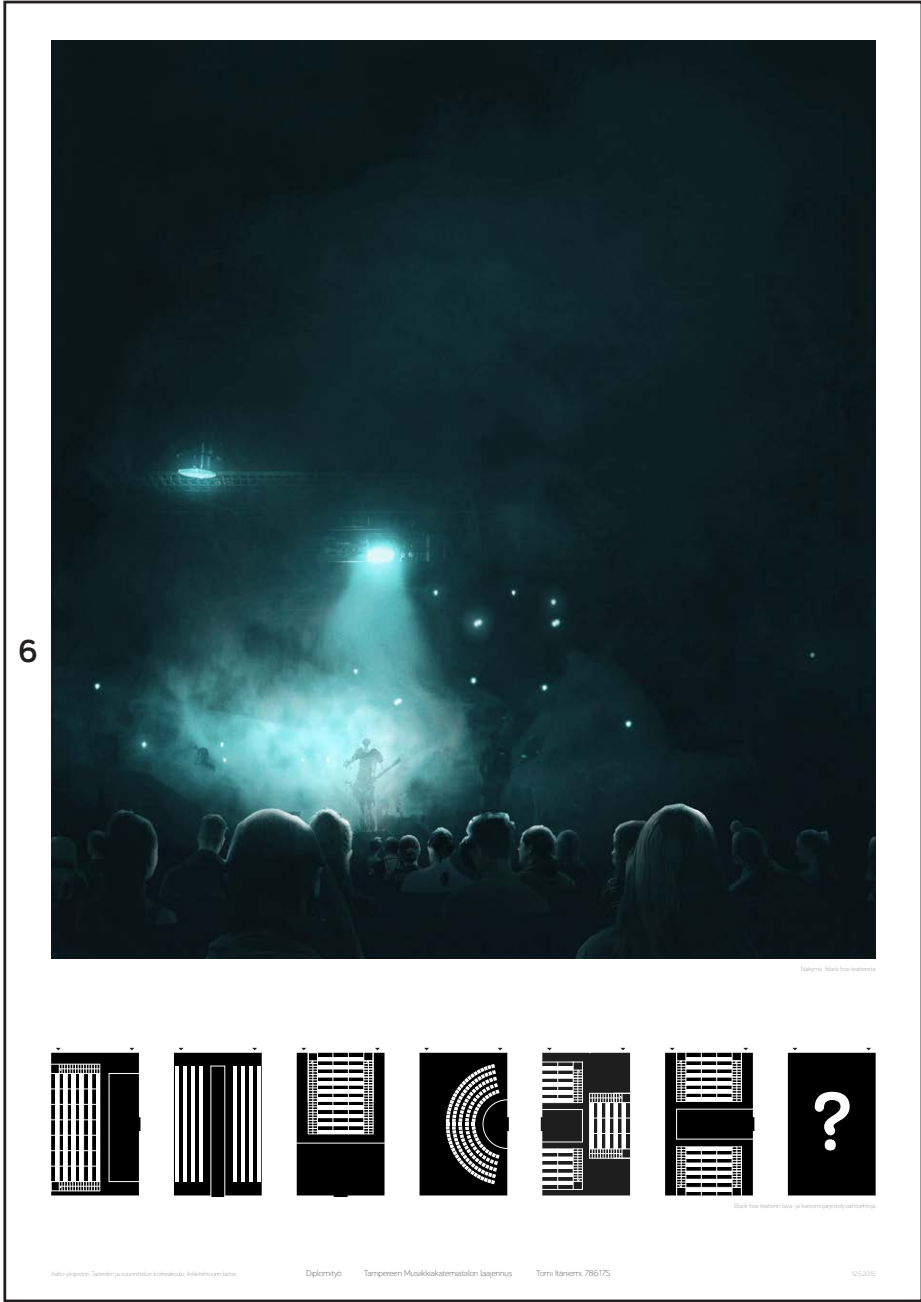 6
Näkymä black box-teatterista
?
Black box-teatterin lava- ja katsomojärjestelyvaihtoehtoja
Aalto-yliopiston Taiteiden ja suunnittelun korkeakoulu, Arkkitehtuurin laitos
Diplomityö Tampereen Musiikkiakatemiatalon laajennus Tomi Itäniemi, 78617S
12.5.2015